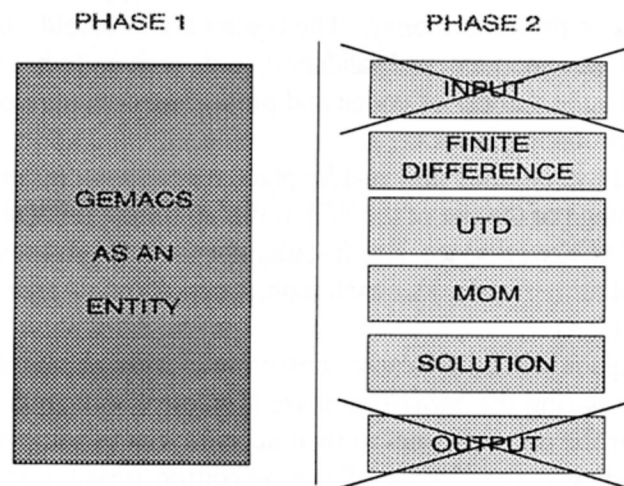 PHASE 1
GEMACS
AS AN
ENTITY
PHASE 2
INPUT
FINITE
DIFFERENCE
UTD
MOM
SOLUTION
OUTPUT